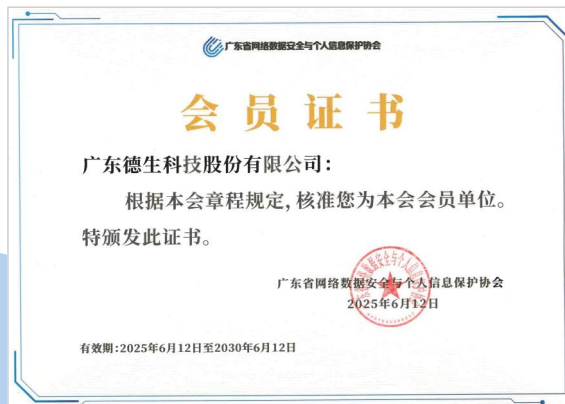 广东省网络数据安全与个人信息保护协会
会员证书
广东德生科技股份有限公司：
根据本会章程规定，核准您为本会会员单位。
特颁发此证书。
广东省网络数据安全与个人信息保护协会
2025年6月12日
有效期：2025年6月12日至2030年6月12日